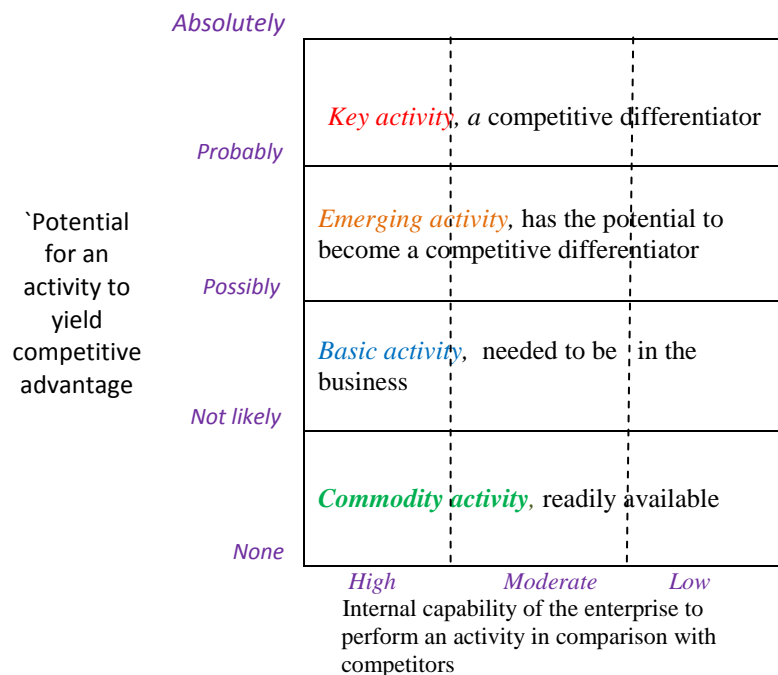 Absolutely
Key activity, a competitive differentiator
Probably
`Potential
for an
activity to
yield
competitive
advantage
Emerging activity, has the potential to
become a competitive differentiator
Possibly
Basic activity, needed to be in the
business
Not likely
Commodity activity, readily available
None
High Moderate Low
Internal capability of the enterprise to
perform an activity in comparison with
competitors